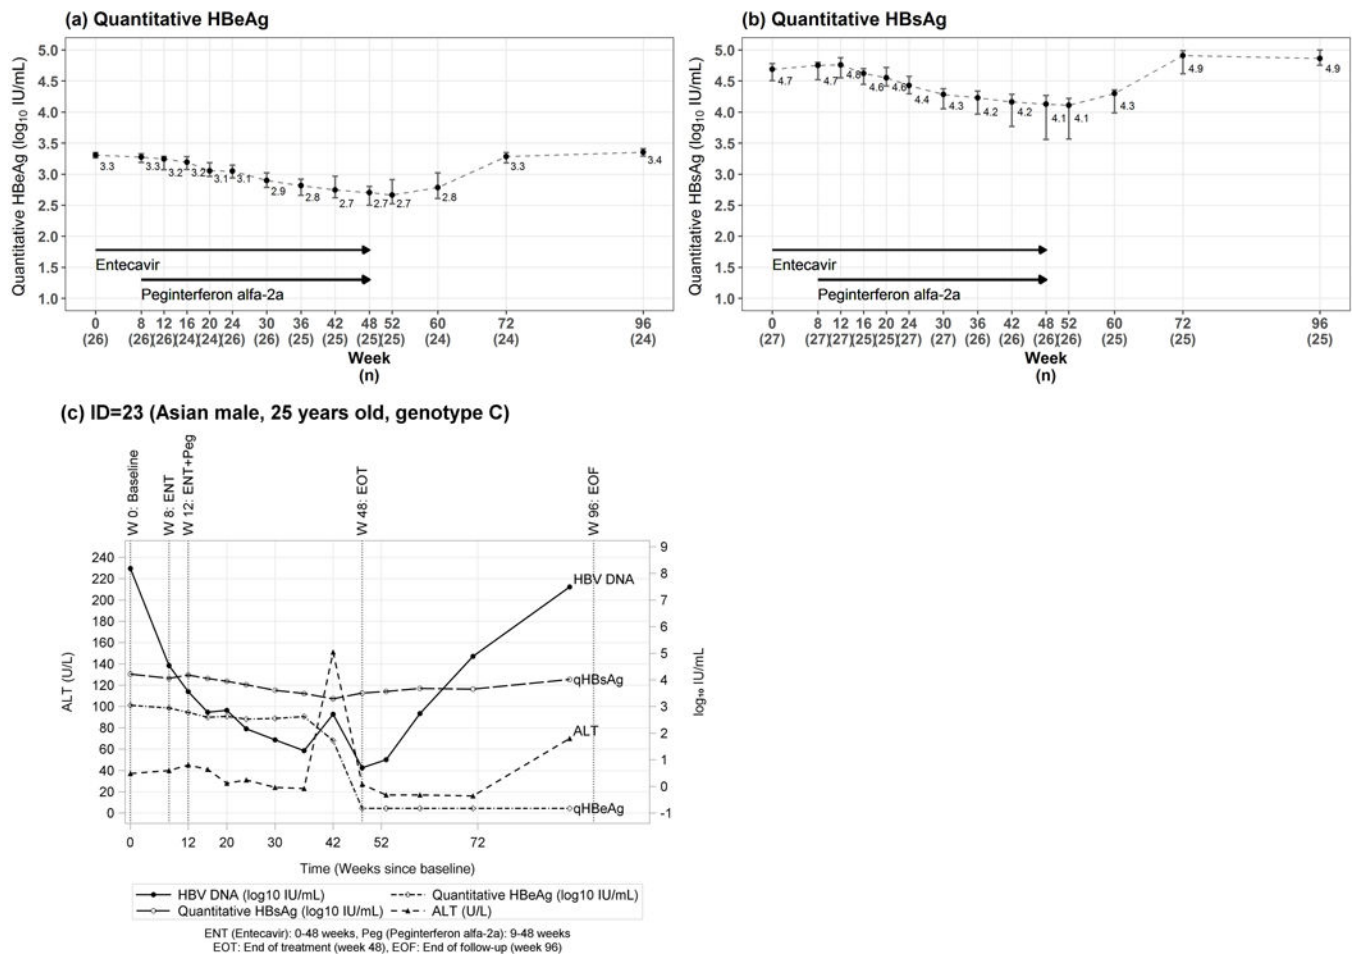 (a) Quantitative HBeAg
Quantitative HBeAg (log₁₀ IU/mL)
5.0
4.5
4.0
3.5
3.0
2.5
2.0
1.5
1.0
3.3 3.3 3.2 3.2 3.1 3.1 2.9 2.8 2.7 2.7 2.7 2.8 3.3 3.4
Entecavir
Peginterferon alfa-2a
0 8 12 16 20 24 30 36 42 48 52 60 72 96
(26) (26) (26) (24) (24) (26) (26) (25) (25) (25) (25) (24) (24) (24)
Week
(n)
(b) Quantitative HBsAg
Quantitative HBsAg (log₁₀ IU/mL)
5.0
4.5
4.0
3.5
3.0
2.5
2.0
1.5
1.0
4.7 4.7 4.8 4.6 4.6 4.4 4.3 4.2 4.2 4.1 4.1 4.3 4.9 4.9
Entecavir
Peginterferon alfa-2a
0 8 12 16 20 24 30 36 42 48 52 60 72 96
(27) (27) (27) (25) (25) (27) (27) (26) (26) (26) (26) (25) (25) (25)
Week
(n)
(c) ID=23 (Asian male, 25 years old, genotype C)
W 0: Baseline
W 8: ENT
W 12: ENT+Peg
W 48: EOT
W 96: EOF
ALT (U/L)
240
220
200
180
160
140
120
100
80
60
40
20
0
HBV DNA
qHBsAg
ALT
qHBeAg
9
8
7
6
5
4
3
2
1
0
-1
log₁₀ IU/mL
0 12 20 30 42 52 72
Time (Weeks since baseline)
HBV DNA (log10 IU/mL) Quantitative HBeAg (log10 IU/mL)
Quantitative HBsAg (log10 IU/mL) ALT (U/L)
ENT (Entecavir): 0-48 weeks, Peg (Peginterferon alfa-2a): 9-48 weeks
EOT: End of treatment (week 48), EOF: End of follow-up (week 96)